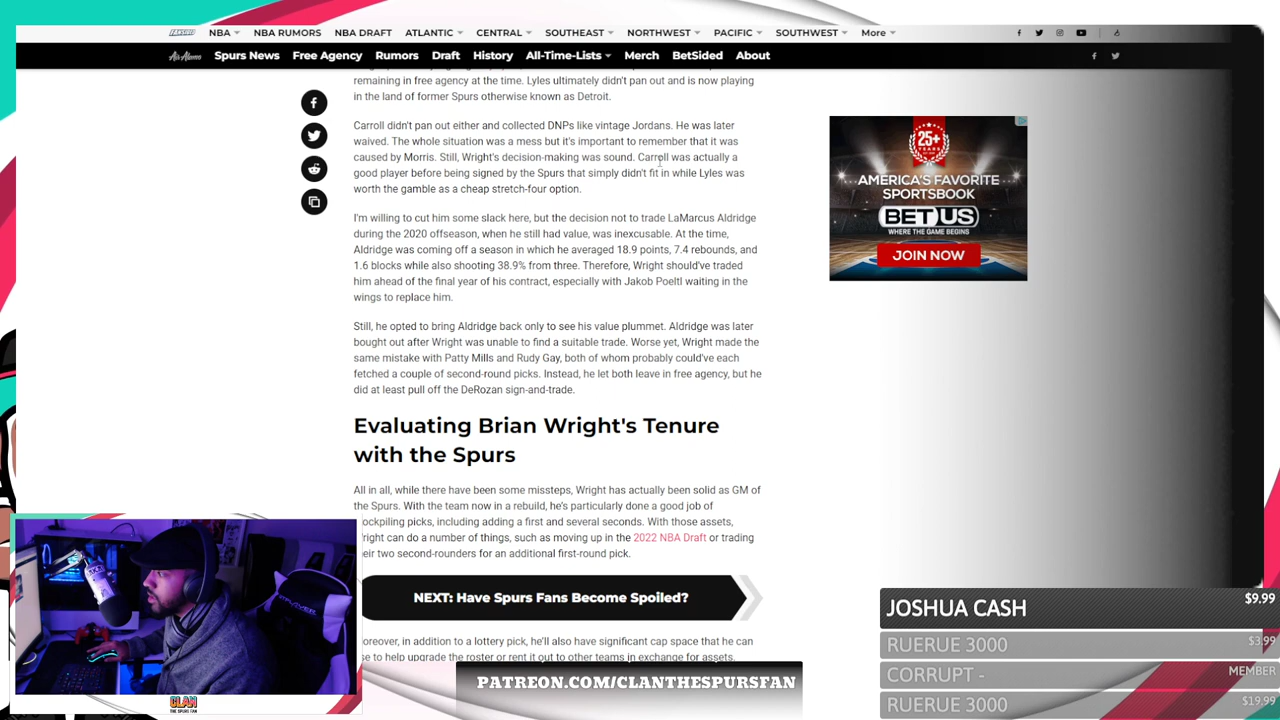 FANSIDED NBA NBA RUMORS NBA DRAFT ATLANTIC CENTRAL SOUTHEAST NORTHWEST PACIFIC SOUTHWEST More
Air Alamo Spurs News Free Agency Rumors Draft History All-Time-Lists Merch BetSided About
remaining in free agency at the time. Lyles ultimately didn't pan out and is now playing
in the land of former Spurs otherwise known as Detroit.
Carroll didn't pan out either and collected DNPs like vintage Jordans. He was later
waived. The whole situation was a mess but it's important to remember that it was
caused by Morris. Still, Wright's decision-making was sound. Carroll was actually a
good player before being signed by the Spurs that simply didn't fit in while Lyles was
worth the gamble as a cheap stretch-four option.
I'm willing to cut him some slack here, but the decision not to trade LaMarcus Aldridge
during the 2020 offseason, when he still had value, was inexcusable. At the time,
Aldridge was coming off a season in which he averaged 18.9 points, 7.4 rebounds, and
1.6 blocks while also shooting 38.9% from three. Therefore, Wright should've traded
him ahead of the final year of his contract, especially with Jakob Poeltl waiting in the
wings to replace him.
Still, he opted to bring Aldridge back only to see his value plummet. Aldridge was later
bought out after Wright was unable to find a suitable trade. Worse yet, Wright made the
same mistake with Patty Mills and Rudy Gay, both of whom probably could've each
fetched a couple of second-round picks. Instead, he let both leave in free agency, but he
did at least pull off the DeRozan sign-and-trade.
Evaluating Brian Wright's Tenure
with the Spurs
All in all, while there have been some missteps, Wright has actually been solid as GM of
the Spurs. With the team now in a rebuild, he's particularly done a good job of
ockpiling picks, including adding a first and several seconds. With those assets,
right can do a number of things, such as moving up in the 2022 NBA Draft or trading
eir two second-rounders for an additional first-round pick.
NEXT: Have Spurs Fans Become Spoiled?
oreover, in addition to a lottery pick, he'll also have significant cap space that he can
se to help upgrade the roster or rent it out to other teams in exchange for assets.
25+
YEARS
AMERICA'S FAVORITE
SPORTSBOOK
BETUS
WHERE THE GAME BEGINS
JOIN NOW
CLAN
THE SPURS FAN
PATREON.COM/CLANTHESPURSFAN
JOSHUA CASH $9.99
RUERUE 3000 $3.99
CORRUPT - MEMBER
RUERUE 3000 $19.99